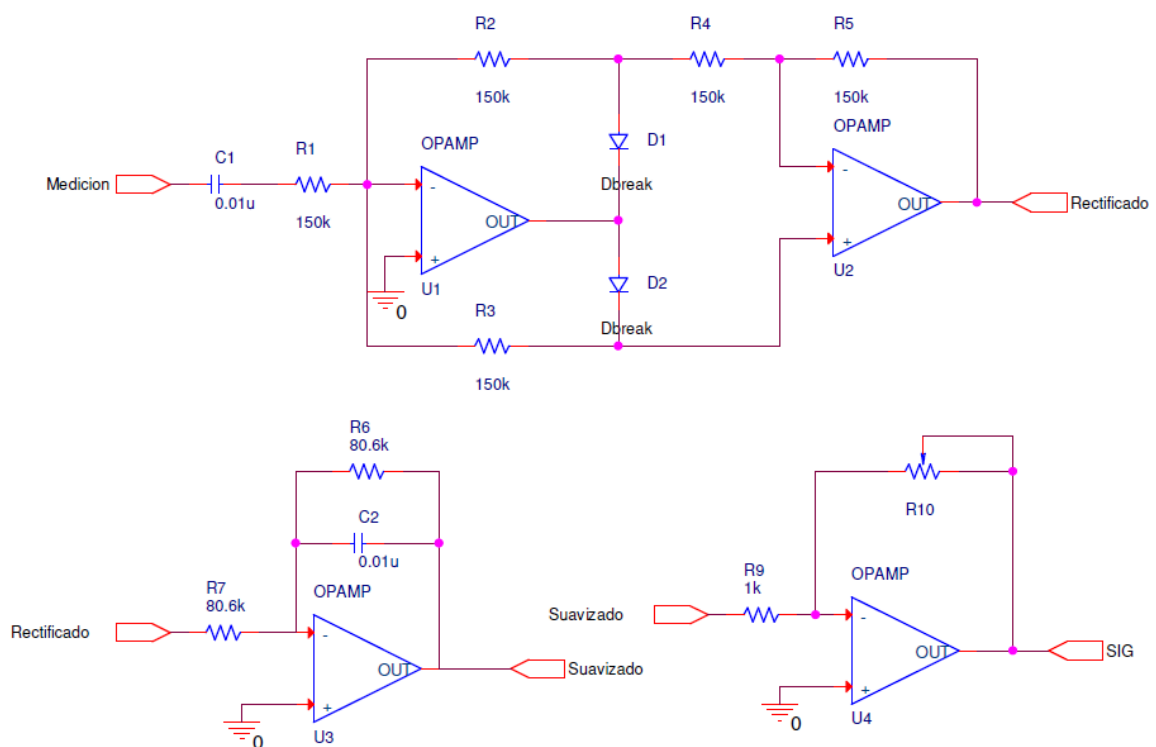 R2
150k
R4
150k
R5
150k
OPAMP
-
+
OUT
U2
Rectificado
D1
Dbreak
D2
Dbreak
OPAMP
-
+
OUT
U1
0
Medicion
C1
0.01u
R1
150k
R3
150k
R6
80.6k
C2
0.01u
R7
80.6k
Rectificado
OPAMP
-
+
OUT
U3
0
Suavizado
R10
R9
1k
Suavizado
OPAMP
-
+
OUT
U4
0
SIG